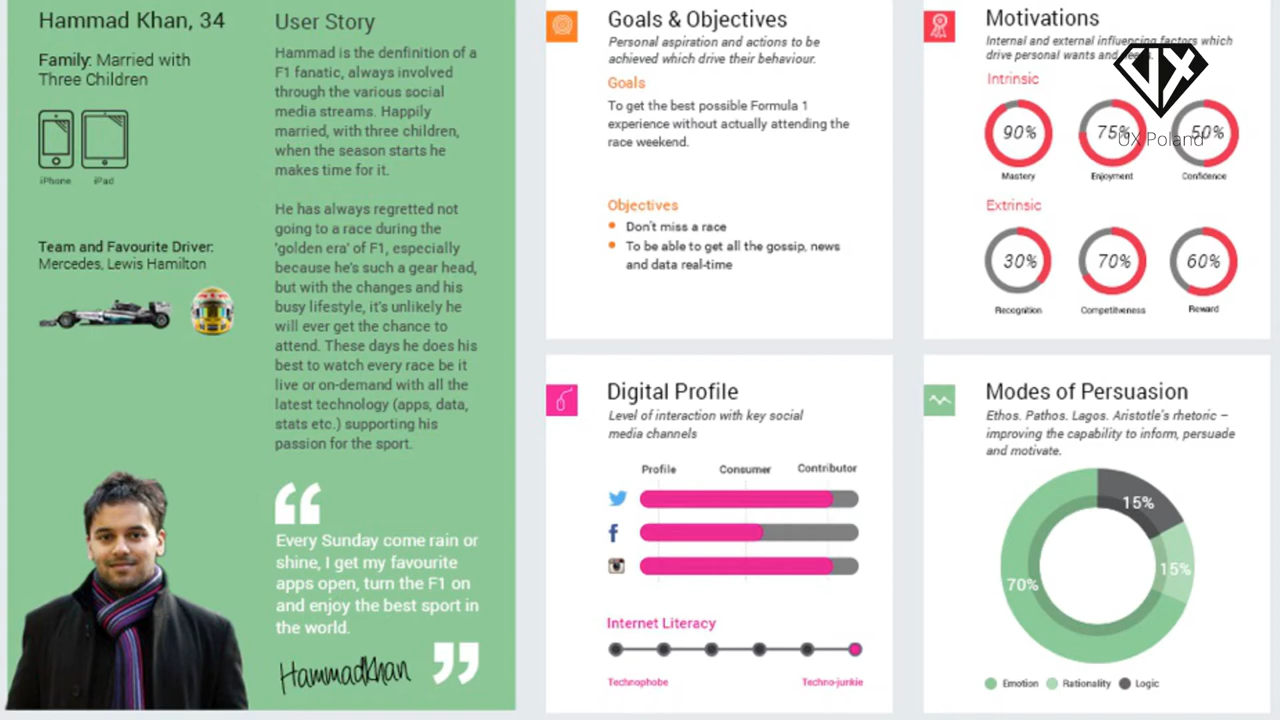 Hammad Khan, 34
Family: Married with
Three Children
iPhone
iPad
Team and Favourite Driver:
Mercedes, Lewis Hamilton
User Story
Hammad is the denfinition of a
F1 fanatic, always involved
through the various social
media streams. Happily
married, with three children,
when the season starts he
makes time for it.
He has always regretted not
going to a race during the
'golden era' of F1, especially
because he's such a gear head,
but with the changes and his
busy lifestyle, it's unlikely he
will ever get the chance to
attend. These days he does his
best to watch every race be it
live or on-demand with all the
latest technology (apps, data,
stats etc.) supporting his
passion for the sport.
“
Every Sunday come rain or
shine, I get my favourite
apps open, turn the F1 on
and enjoy the best sport in
the world.
”
HammadKhan
Goals & Objectives
Personal aspiration and actions to be
achieved which drive their behaviour.
Goals
To get the best possible Formula 1
experience without actually attending the
race weekend.
Objectives
Don't miss a race
To be able to get all the gossip, news
and data real-time
Motivations
Internal and external influencing factors which
drive personal wants and needs.
UX
UX Poland
Intrinsic
90%
75%
50%
Mastery
Enjoyment
Confidence
Extrinsic
30%
70%
60%
Recognition
Competitiveness
Reward
Digital Profile
Level of interaction with key social
media channels
Profile
Consumer
Contributor
Internet Literacy
Technophobe
Techno-junkie
Modes of Persuasion
Ethos. Pathos. Lagos. Aristotle's rhetoric –
improving the capability to inform, persuade
and motivate.
15%
15%
70%
Emotion
Rationality
Logic